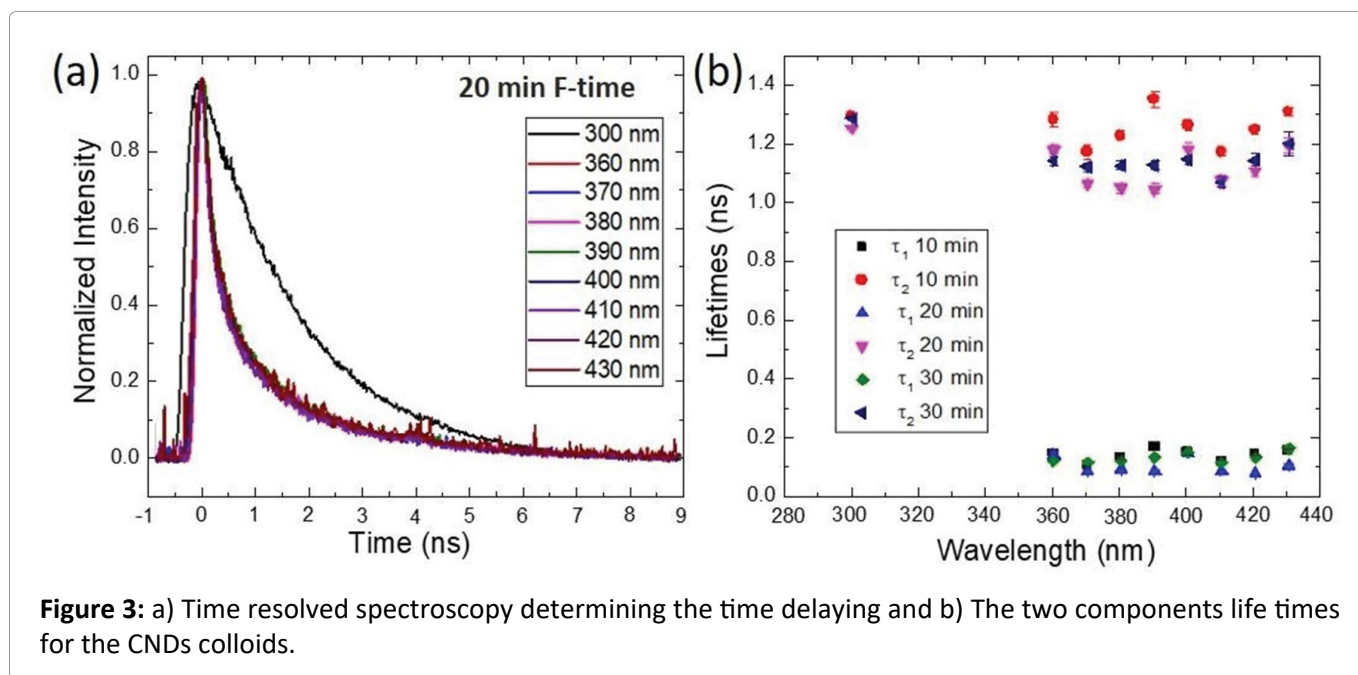 (a)
20 min F-time
300 nm
360 nm
370 nm
380 nm
390 nm
400 nm
410 nm
420 nm
430 nm
Normalized Intensity
1.0
0.8
0.6
0.4
0.2
0.0
-1 0 1 2 3 4 5 6 7 8 9
Time (ns)
(b)
Lifetimes (ns)
1.4
1.2
1.0
0.8
0.6
0.4
0.2
0.0
τ1 10 min
τ2 10 min
τ1 20 min
τ2 20 min
τ1 30 min
τ2 30 min
280 300 320 340 360 380 400 420 440
Wavelength (nm)
Figure 3: a) Time resolved spectroscopy determining the time delaying and b) The two components life times
for the CNDs colloids.